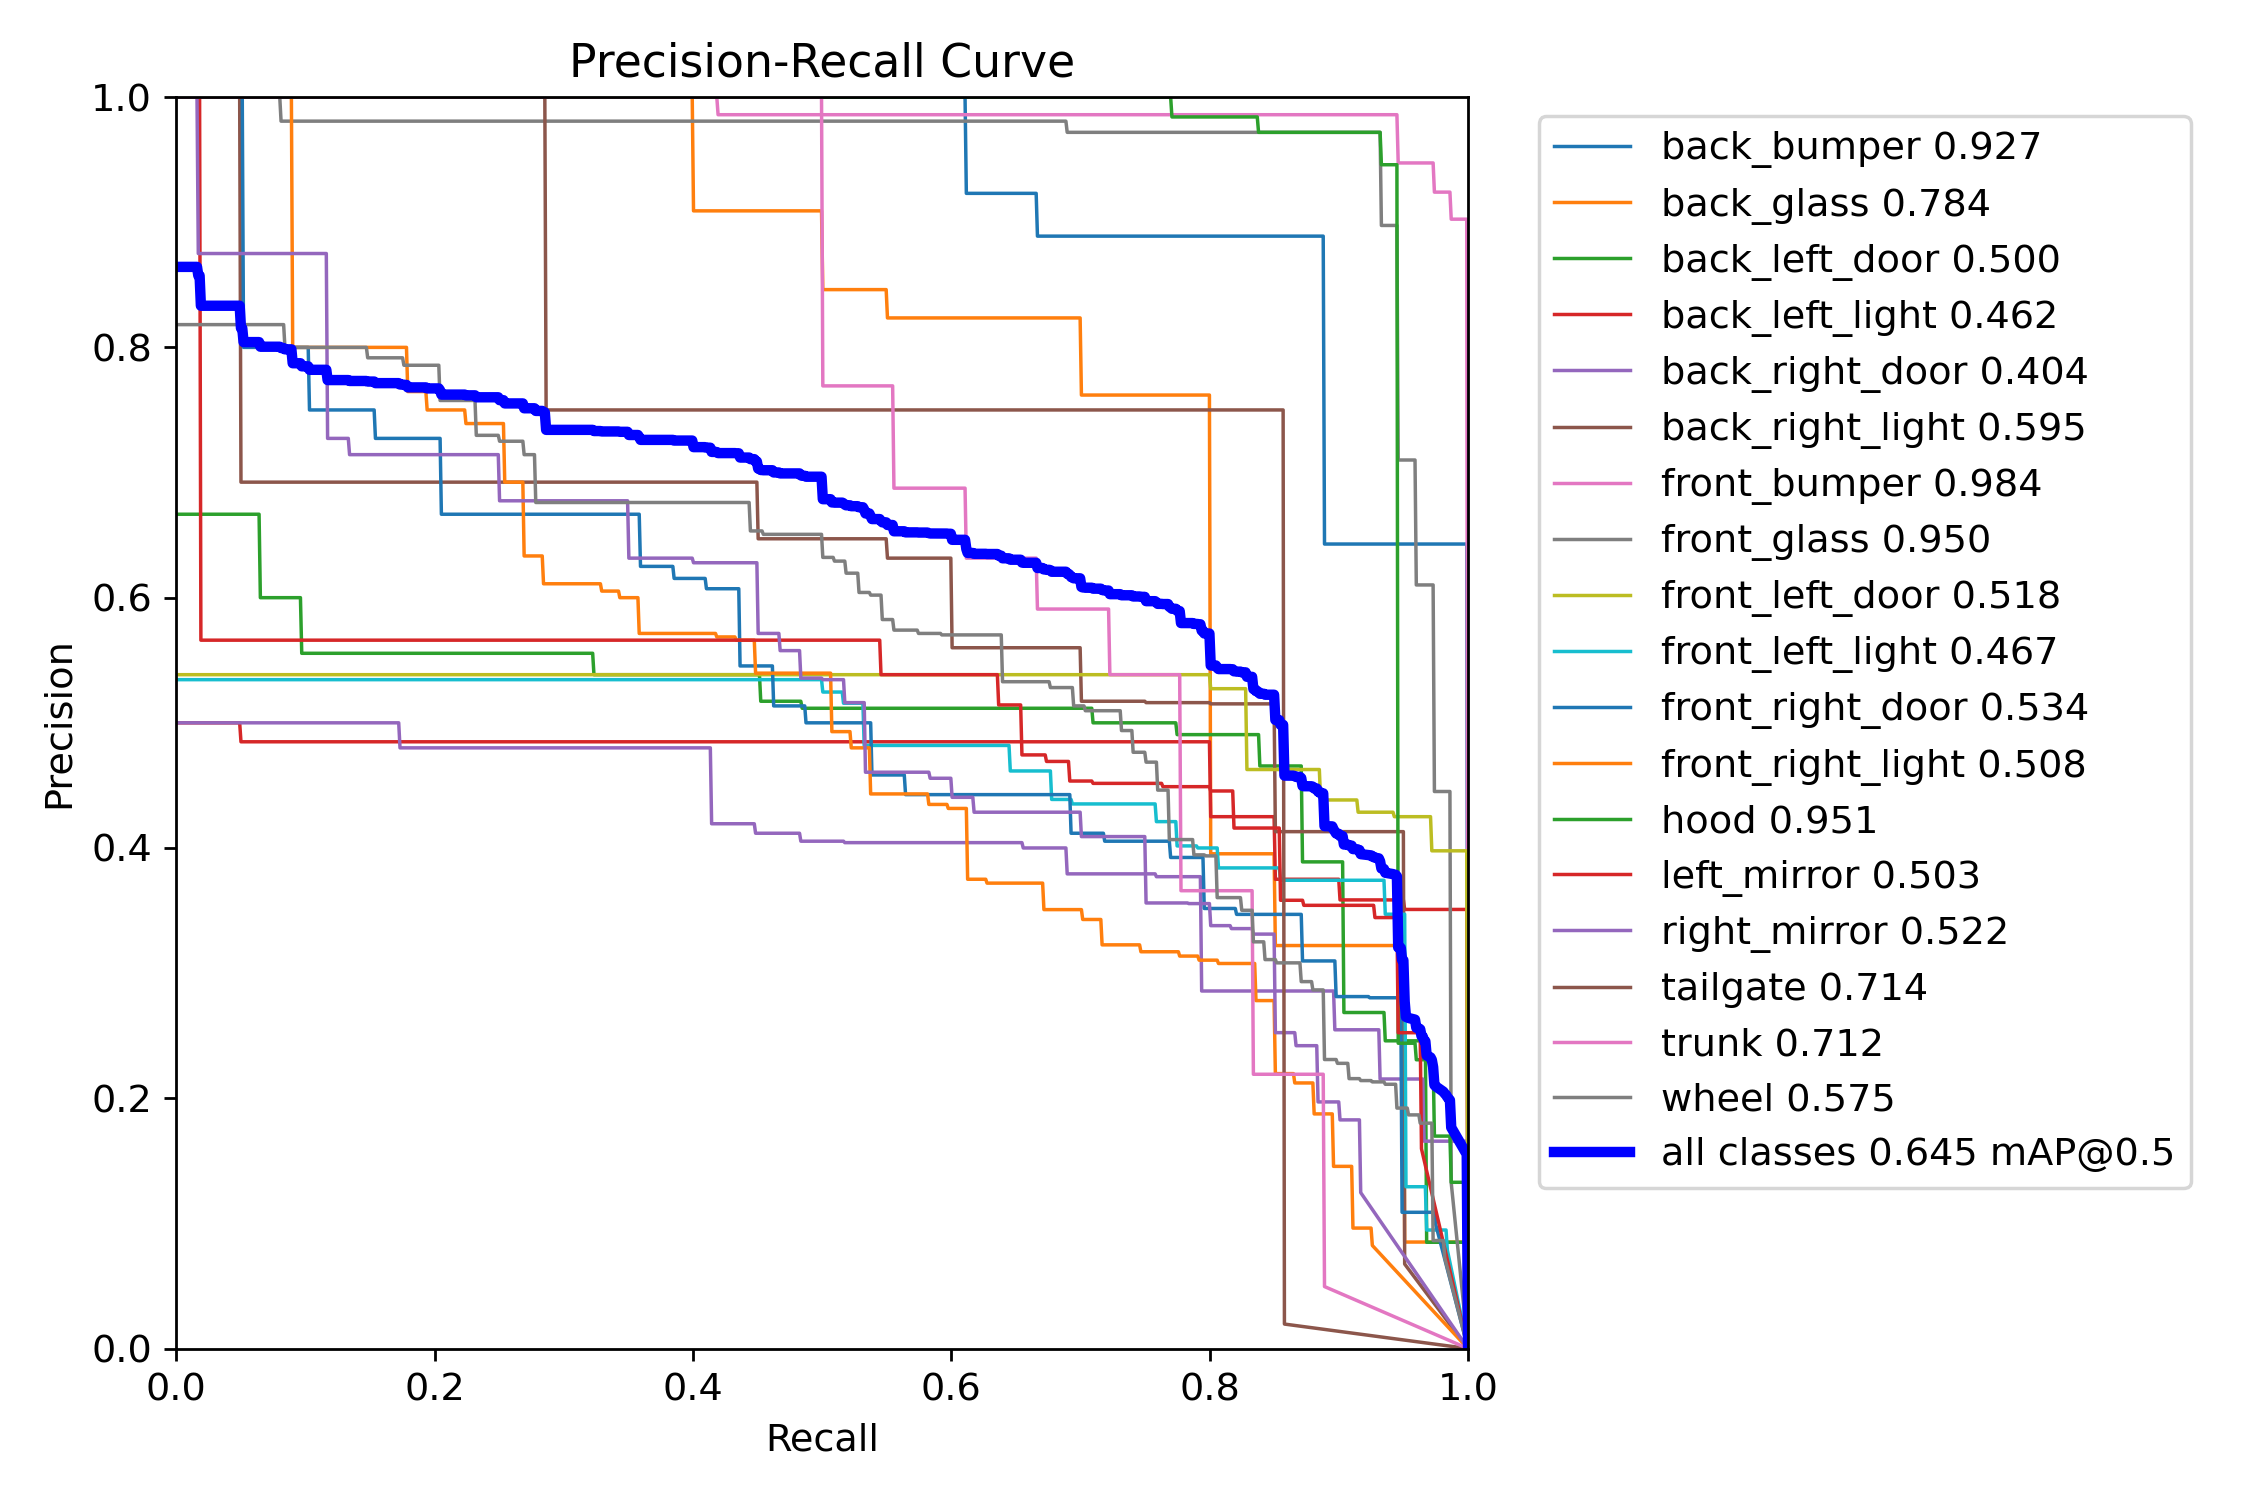 Precision-Recall Curve
1.0
0.8
0.6
0.4
0.2
0.0
Precision
0.0 0.2 0.4 0.6 0.8 1.0
Recall
back_bumper 0.927
back_glass 0.784
back_left_door 0.500
back_left_light 0.462
back_right_door 0.404
back_right_light 0.595
front_bumper 0.984
front_glass 0.950
front_left_door 0.518
front_left_light 0.467
front_right_door 0.534
front_right_light 0.508
hood 0.951
left_mirror 0.503
right_mirror 0.522
tailgate 0.714
trunk 0.712
wheel 0.575
all classes 0.645 mAP@0.5